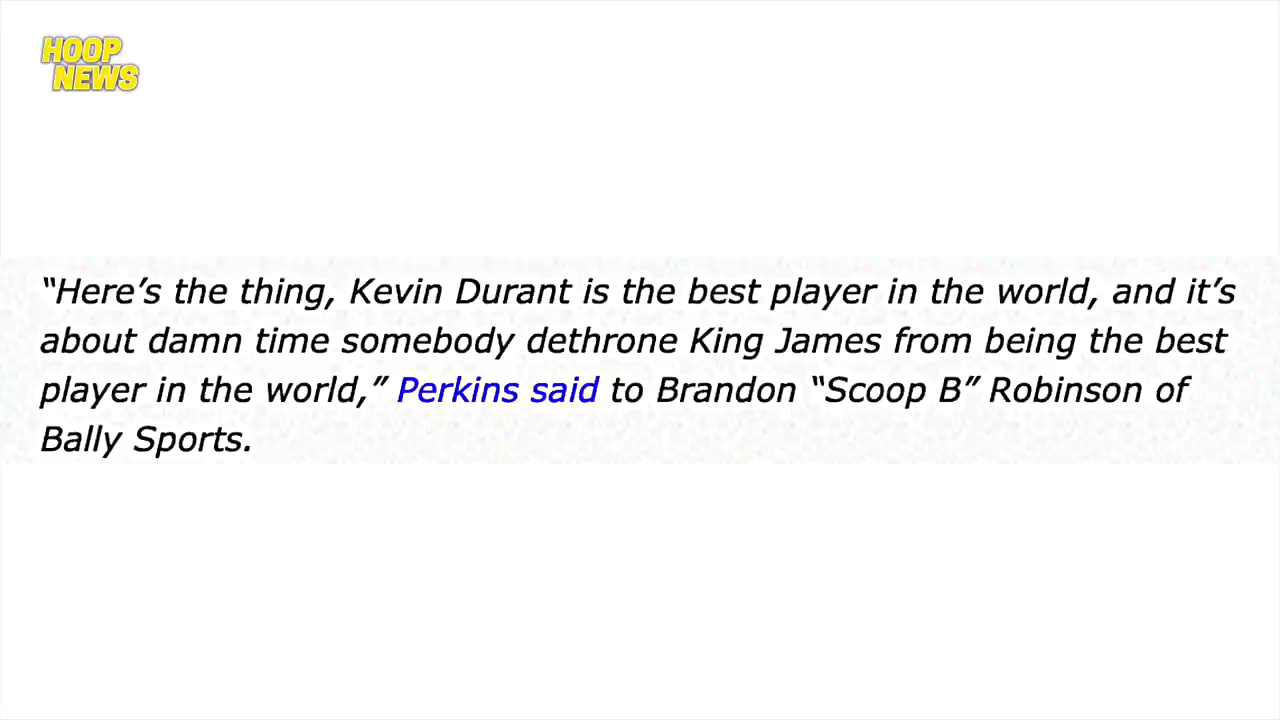 HOOP
NEWS
“Here’s the thing, Kevin Durant is the best player in the world, and it’s
about damn time somebody dethrone King James from being the best
player in the world,” Perkins said to Brandon “Scoop B” Robinson of
Bally Sports.